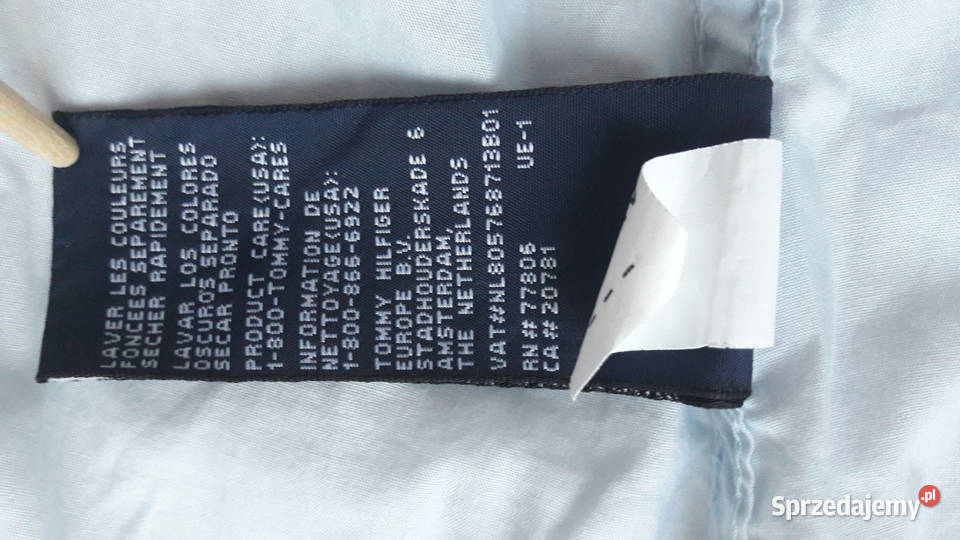 LAVER LES COULEURS
FONCES SEPAREMENT
SECHER RAPIDEMENT
LAVAR LOS COLORES
OSCUROS SEPARADO
SECAR PRONTO
PRODUCT CARE(USA):
1-800-TOMMY-CARES
INFORMATION DE
NETTOYAGE(USA):
1-800-866-6922
TOMMY HILFIGER
EUROPE B.V.
STADHOUDERSKADE 6
AMSTERDAM,
THE NETHERLANDS
VAT#NL805768713B01
RN# 77806 UE-1
CA# 20781
Sprzedajemy.pl